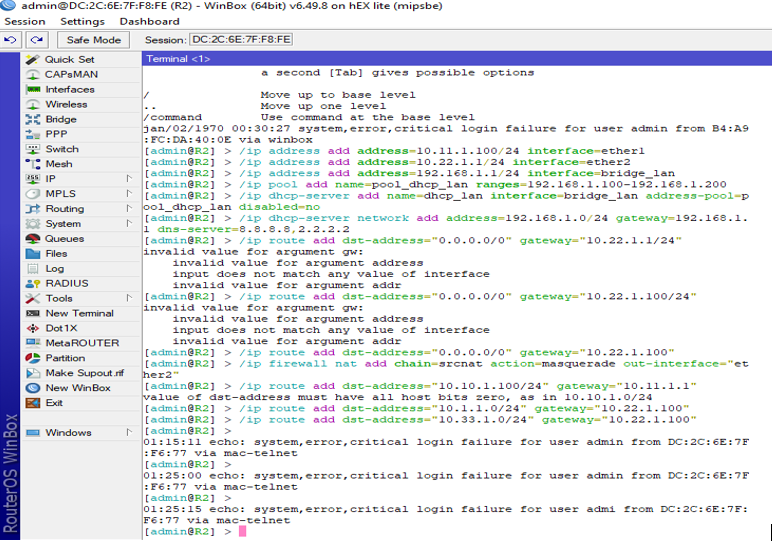 admin@DC:2C:6E:7F:F8:FE (R2) - WinBox (64bit) v6.49.8 on hEX lite (mipsbe)
Session Settings Dashboard
Safe Mode Session: DC:2C:6E:7F:F8:FE
Quick Set
CAPsMAN
Interfaces
Wireless
Bridge
PPP
Switch
Mesh
IP
MPLS
Routing
System
Queues
Files
Log
RADIUS
Tools
New Terminal
Dot1X
MetaROUTER
Partition
Make Supout.rif
New WinBox
Exit
Windows
RouterOS WinBox
Terminal <1>
a second [Tab] gives possible options
/ Move up to base level
.. Move up one level
/command Use command at the base level
jan/02/1970 00:30:27 system,error,critical login failure for user admin from B4:A9
:FC:DA:40:0E via winbox
[admin@R2] > /ip address add address=10.11.1.100/24 interface=ether1
[admin@R2] > /ip address add address=10.22.1.1/24 interface=ether2
[admin@R2] > /ip address add address=192.168.1.1/24 interface=bridge_lan
[admin@R2] > /ip pool add name=pool_dhcp_lan ranges=192.168.1.100-192.168.1.200
[admin@R2] > /ip dhcp-server add name=dhcp_lan interface=bridge_lan address-pool=p
ool_dhcp_lan disabled=no
[admin@R2] > /ip dhcp-server network add address=192.168.1.0/24 gateway=192.168.1.
1 dns-server=8.8.8.8,2.2.2.2
[admin@R2] > /ip route add dst-address="0.0.0.0/0" gateway="10.22.1.1/24"
invalid value for argument gw:
invalid value for argument address
input does not match any value of interface
invalid value for argument addr
[admin@R2] > /ip route add dst-address="0.0.0.0/0" gateway="10.22.1.100/24"
invalid value for argument gw:
invalid value for argument address
input does not match any value of interface
invalid value for argument addr
[admin@R2] > /ip route add dst-address="0.0.0.0/0" gateway="10.22.1.100"
[admin@R2] > /ip firewall nat add chain=srcnat action=masquerade out-interface="et
her2"
[admin@R2] > /ip route add dst-address="10.10.1.100/24" gateway="10.11.1.1"
value of dst-address must have all host bits zero, as in 10.10.1.0/24
[admin@R2] > /ip route add dst-address="10.1.1.0/24" gateway="10.22.1.100"
[admin@R2] > /ip route add dst-address="10.33.1.0/24" gateway="10.22.1.100"
[admin@R2] >
01:15:11 echo: system,error,critical login failure for user admin from DC:2C:6E:7F
:F6:77 via mac-telnet
[admin@R2] >
01:25:00 echo: system,error,critical login failure for user admin from DC:2C:6E:7F
:F6:77 via mac-telnet
[admin@R2] >
01:25:15 echo: system,error,critical login failure for user admi from DC:2C:6E:7F:
F6:77 via mac-telnet
[admin@R2] >